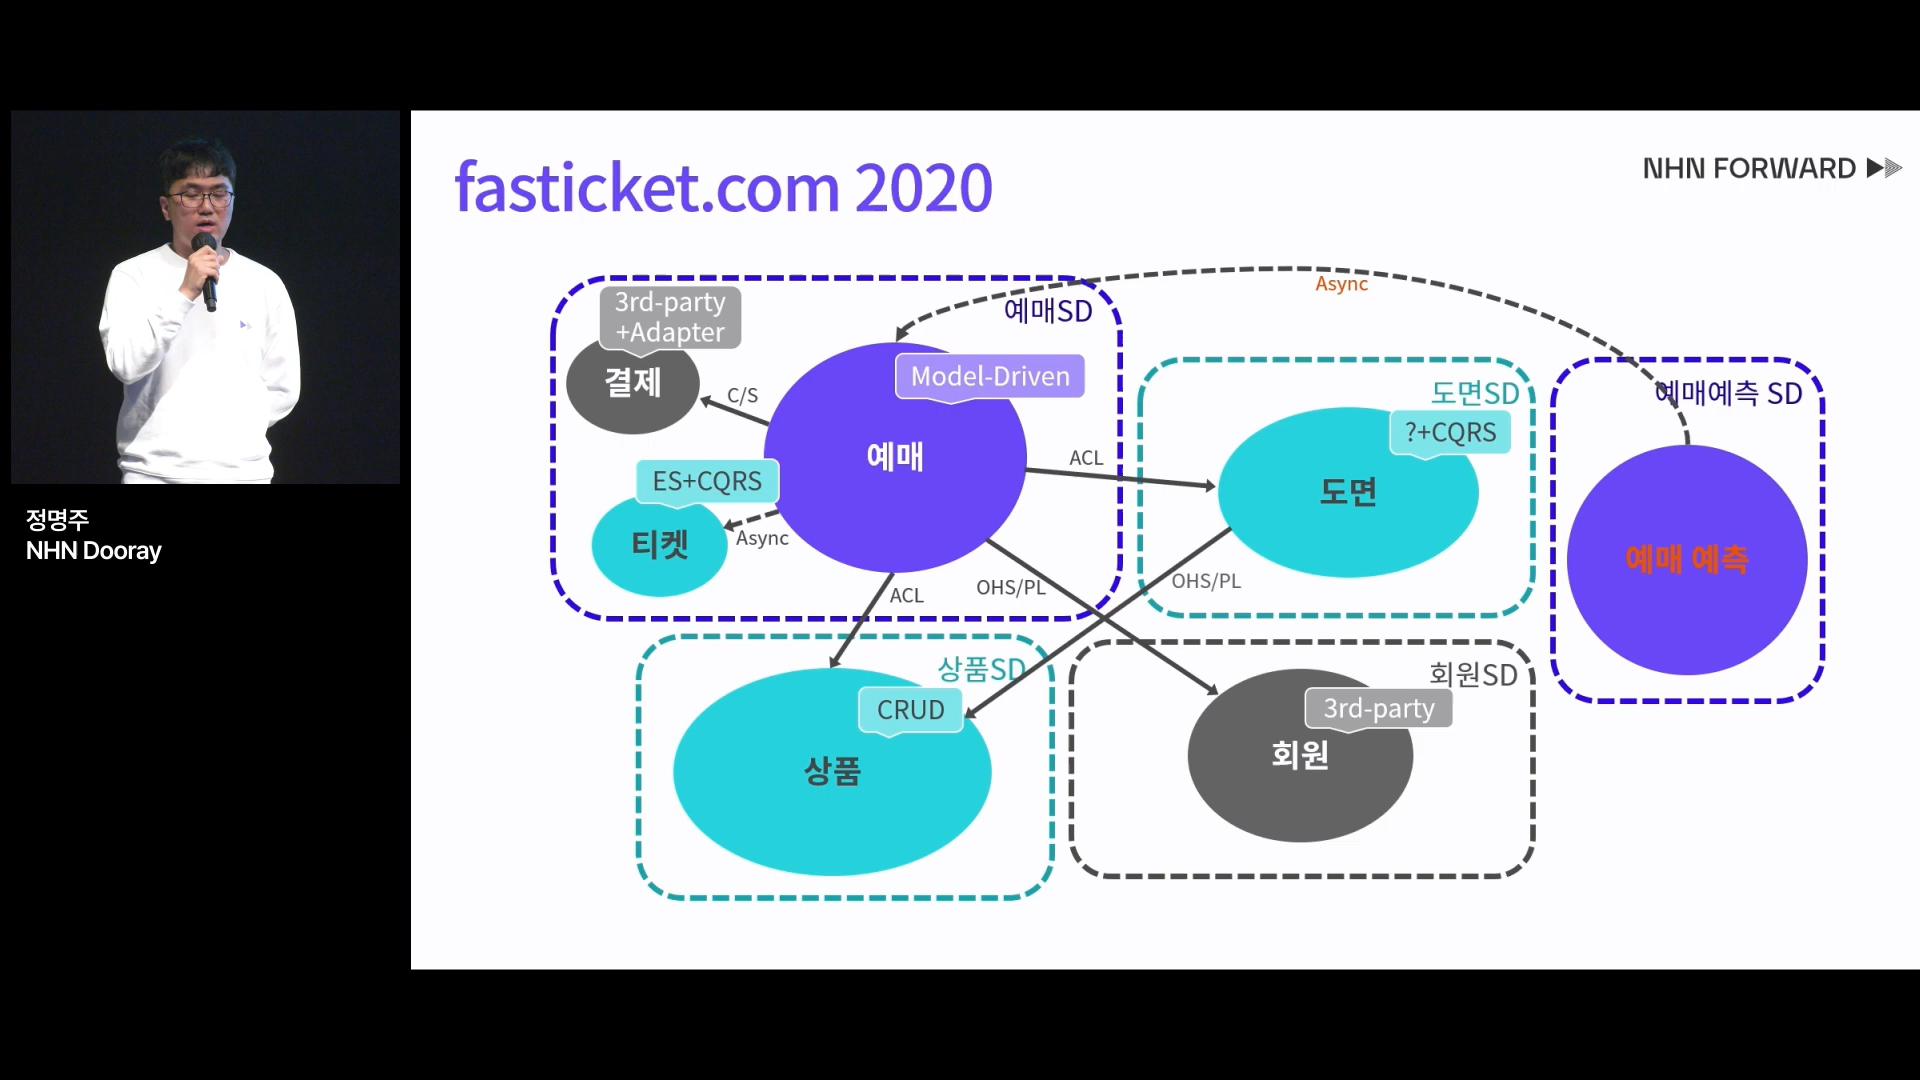 fasticket.com 2020
NHN FORWARD
정명주
NHN Dooray
3rd-party
+Adapter
결제
C/S
예매SD
Model-Driven
예매
Async
ES+CQRS
티켓
Async
ACL
도면SD
?+CQRS
도면
예매예측 SD
예매 예측
ACL
OHS/PL
OHS/PL
상품SD
CRUD
상품
회원SD
3rd-party
회원